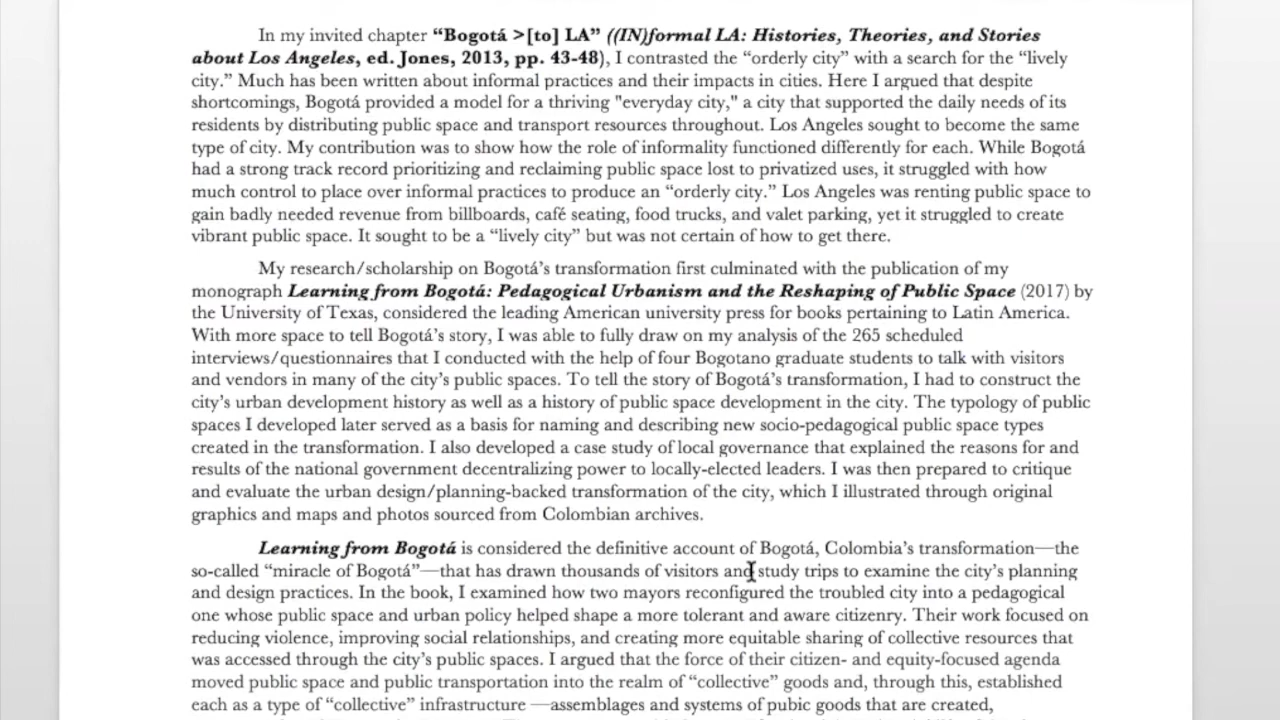 In my invited chapter “Bogotá >[to] LA” ((IN)formal LA: Histories, Theories, and Stories
about Los Angeles, ed. Jones, 2013, pp. 43-48), I contrasted the “orderly city” with a search for the “lively
city.” Much has been written about informal practices and their impacts in cities. Here I argued that despite
shortcomings, Bogotá provided a model for a thriving "everyday city," a city that supported the daily needs of its
residents by distributing public space and transport resources throughout. Los Angeles sought to become the same
type of city. My contribution was to show how the role of informality functioned differently for each. While Bogotá
had a strong track record prioritizing and reclaiming public space lost to privatized uses, it struggled with how
much control to place over informal practices to produce an “orderly city.” Los Angeles was renting public space to
gain badly needed revenue from billboards, café seating, food trucks, and valet parking, yet it struggled to create
vibrant public space. It sought to be a “lively city” but was not certain of how to get there.
My research/scholarship on Bogotá’s transformation first culminated with the publication of my
monograph Learning from Bogotá: Pedagogical Urbanism and the Reshaping of Public Space (2017) by
the University of Texas, considered the leading American university press for books pertaining to Latin America.
With more space to tell Bogotá’s story, I was able to fully draw on my analysis of the 265 scheduled
interviews/questionnaires that I conducted with the help of four Bogotano graduate students to talk with visitors
and vendors in many of the city’s public spaces. To tell the story of Bogotá’s transformation, I had to construct the
city’s urban development history as well as a history of public space development in the city. The typology of public
spaces I developed later served as a basis for naming and describing new socio-pedagogical public space types
created in the transformation. I also developed a case study of local governance that explained the reasons for and
results of the national government decentralizing power to locally-elected leaders. I was then prepared to critique
and evaluate the urban design/planning-backed transformation of the city, which I illustrated through original
graphics and maps and photos sourced from Colombian archives.
Learning from Bogotá is considered the definitive account of Bogotá, Colombia’s transformation—the
so-called “miracle of Bogotá”—that has drawn thousands of visitors and study trips to examine the city’s planning
and design practices. In the book, I examined how two mayors reconfigured the troubled city into a pedagogical
one whose public space and urban policy helped shape a more tolerant and aware citizenry. Their work focused on
reducing violence, improving social relationships, and creating more equitable sharing of collective resources that
was accessed through the city’s public spaces. I argued that the force of their citizen- and equity-focused agenda
moved public space and public transportation into the realm of “collective” goods and, through this, established
each as a type of “collective” infrastructure —assemblages and systems of pubic goods that are created,